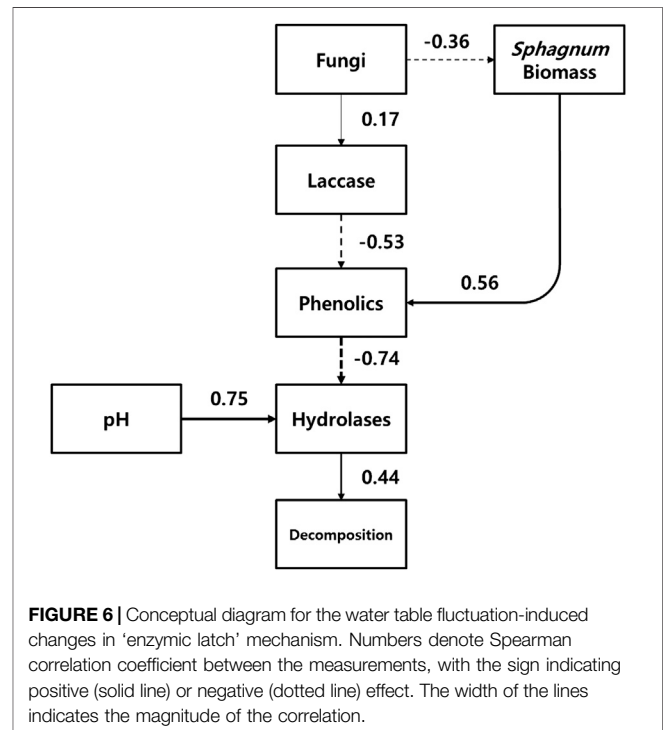 Fungi
-0.36
Sphagnum
Biomass
0.17
Laccase
-0.53
Phenolics
0.56
-0.74
pH
0.75
Hydrolases
0.44
Decomposition
FIGURE 6 | Conceptual diagram for the water table fluctuation-induced
changes in ‘enzymic latch’ mechanism. Numbers denote Spearman
correlation coefficient between the measurements, with the sign indicating
positive (solid line) or negative (dotted line) effect. The width of the lines
indicates the magnitude of the correlation.